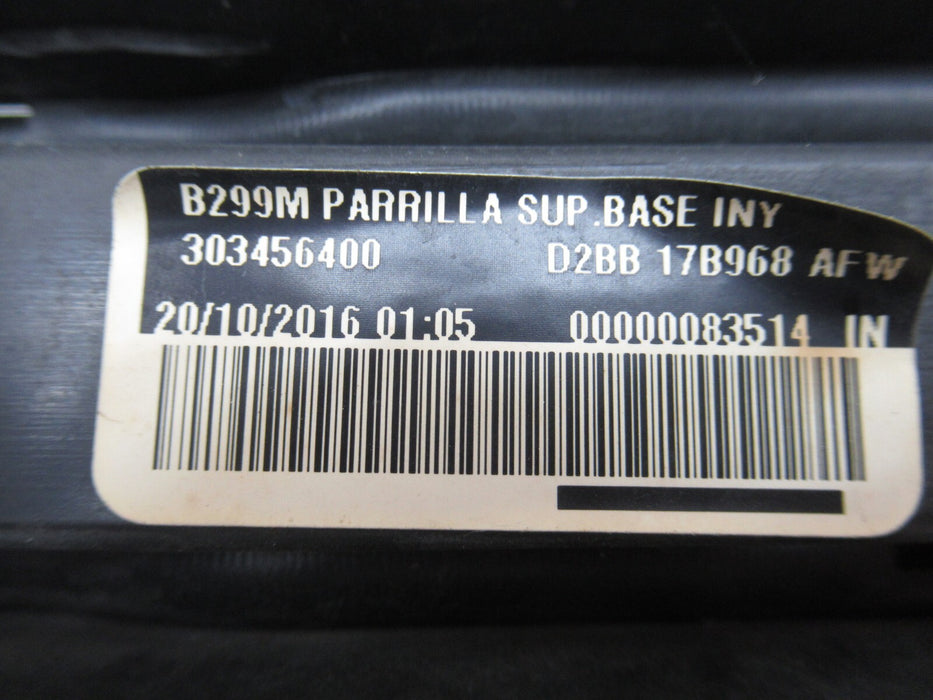 B299M PARRILLA SUP.BASE INY
303456400 D2BB 17B968 AFW
20/10/2016 01:05 00000083514 IN